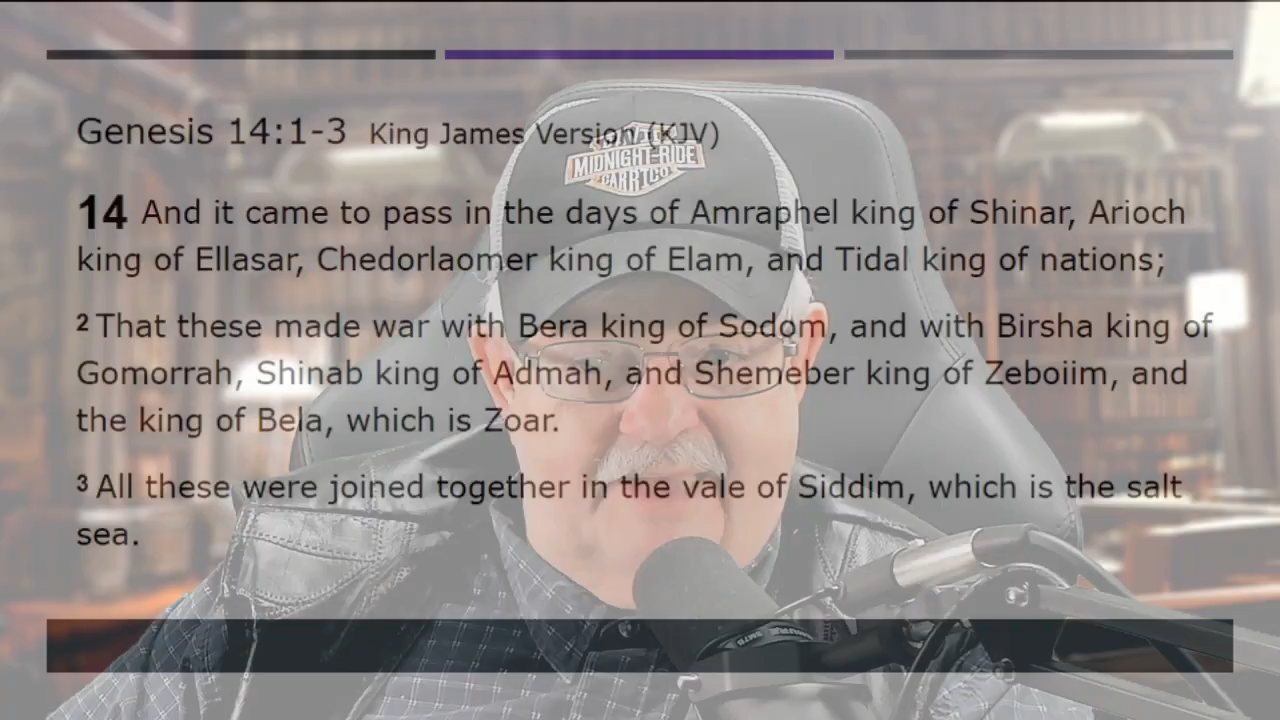 Genesis 14:1-3 King James Version (KJV)
MIDNIGHT RIDE
CARRICO
14 And it came to pass in the days of Amraphel king of Shinar, Arioch
king of Ellasar, Chedorlaomer king of Elam, and Tidal king of nations;
2 That these made war with Bera king of Sodom, and with Birsha king of
Gomorrah, Shinab king of Admah, and Shemeber king of Zeboiim, and
the king of Bela, which is Zoar.
3 All these were joined together in the vale of Siddim, which is the salt
sea.